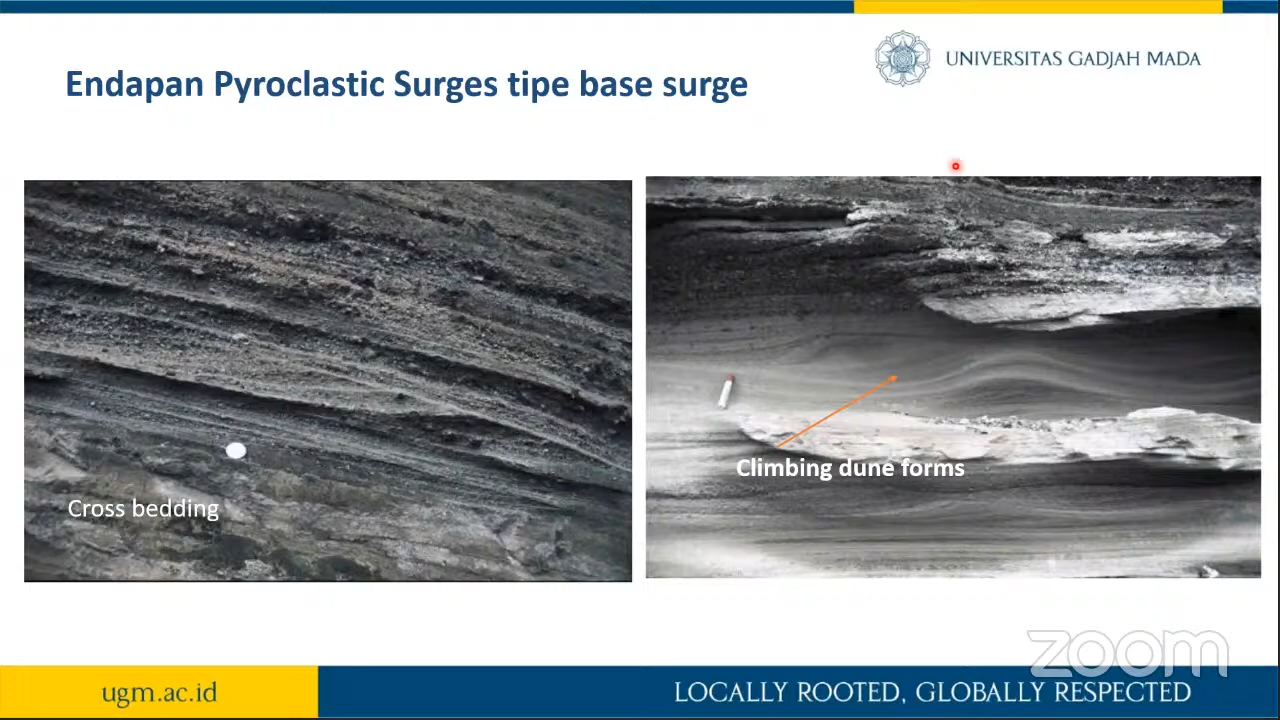 UNIVERSITAS GADJAH MADA
Endapan Pyroclastic Surges tipe base surge
Climbing dune forms
Cross bedding
zoom
ugm.ac.id
LOCALLY ROOTED, GLOBALLY RESPECTED